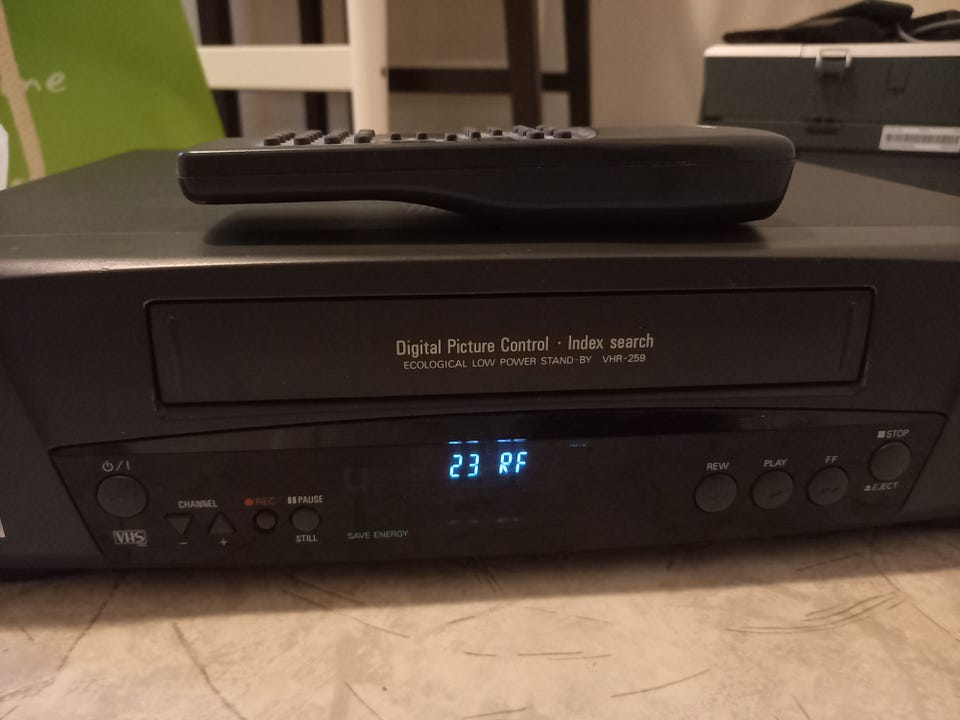 ne
Digital Picture Control · Index search
ECOLOGICAL LOW POWER STAND-BY VHR-259
23 RF
⏻/I
CHANNEL
− +
● REC
▮▮ PAUSE
STILL
VHS
SAVE ENERGY
REW
PLAY
FF
■ STOP
⏏ EJECT